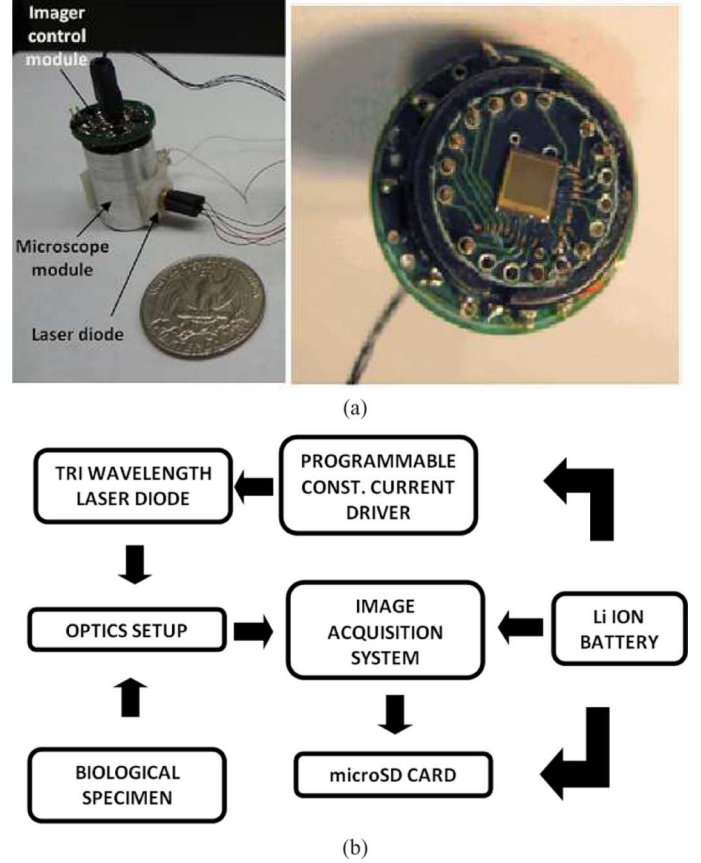 Imager
control
module
Microscope
module
Laser diode
(a)
TRI WAVELENGTH
LASER DIODE
PROGRAMMABLE
CONST. CURRENT
DRIVER
OPTICS SETUP
IMAGE
ACQUISITION
SYSTEM
Li ION
BATTERY
BIOLOGICAL
SPECIMEN
microSD CARD
(b)